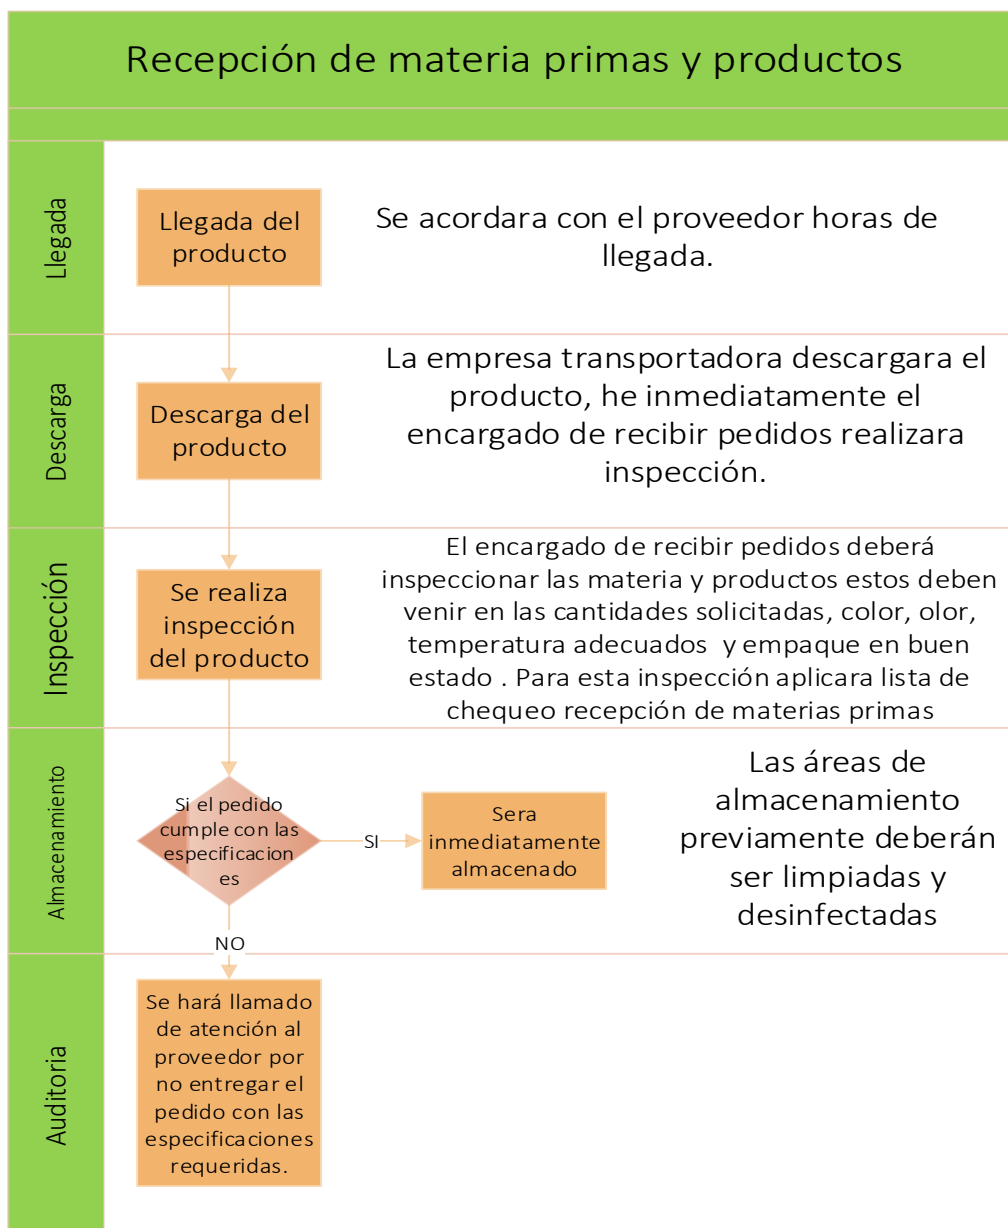 Recepción de materia primas y productos
Llegada
Llegada del
producto
Se acordara con el proveedor horas de
llegada.
Descarga
Descarga del
producto
La empresa transportadora descargara el
producto, he inmediatamente el
encargado de recibir pedidos realizara
inspección.
Inspección
Se realiza
inspección
del producto
El encargado de recibir pedidos deberá
inspeccionar las materia y productos estos deben
venir en las cantidades solicitadas, color, olor,
temperatura adecuados y empaque en buen
estado . Para esta inspección aplicara lista de
chequeo recepción de materias primas
Almacenamiento
Si el pedido
cumple con las
especificacion
es
SI
Sera
inmediatamente
almacenado
Las áreas de
almacenamiento
previamente deberán
ser limpiadas y
desinfectadas
NO
Auditoria
Se hará llamado
de atención al
proveedor por
no entregar el
pedido con las
especificaciones
requeridas.